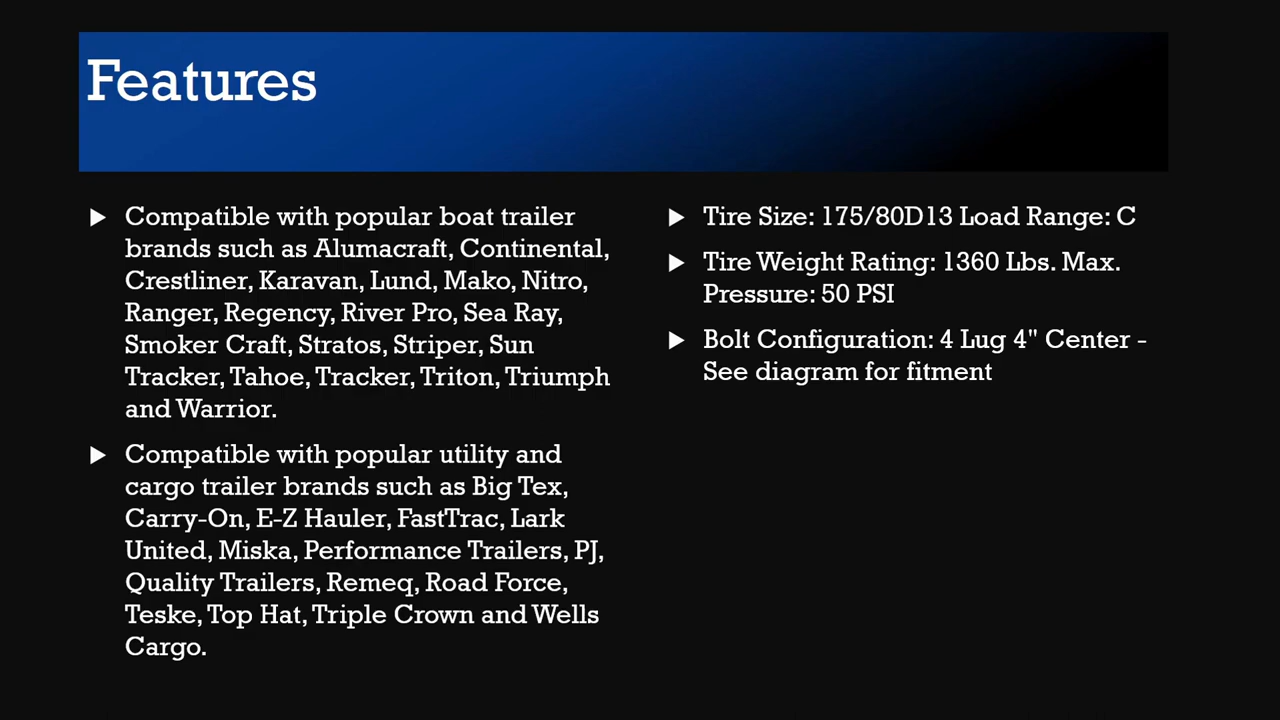 Features
Compatible with popular boat trailer
brands such as Alumacraft, Continental,
Crestliner, Karavan, Lund, Mako, Nitro,
Ranger, Regency, River Pro, Sea Ray,
Smoker Craft, Stratos, Striper, Sun
Tracker, Tahoe, Tracker, Triton, Triumph
and Warrior.
Compatible with popular utility and
cargo trailer brands such as Big Tex,
Carry-On, E-Z Hauler, FastTrac, Lark
United, Miska, Performance Trailers, PJ,
Quality Trailers, Remeq, Road Force,
Teske, Top Hat, Triple Crown and Wells
Cargo.
Tire Size: 175/80D13 Load Range: C
Tire Weight Rating: 1360 Lbs. Max.
Pressure: 50 PSI
Bolt Configuration: 4 Lug 4" Center -
See diagram for fitment